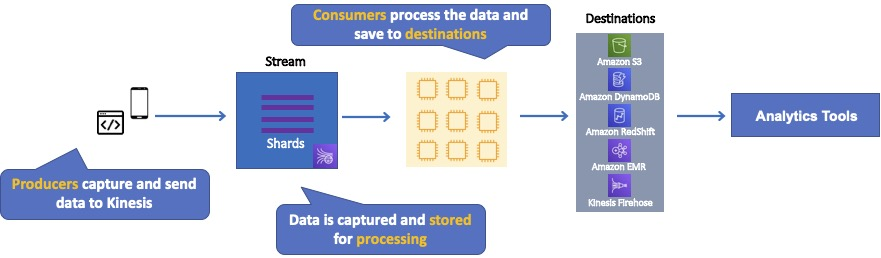 Consumers process the data and
save to destinations
Destinations
Amazon S3
Amazon DynamoDB
Amazon RedShift
Amazon EMR
Kinesis Firehose
Stream
Shards
</>
Analytics Tools
Producers capture and send
data to Kinesis
Data is captured and stored
for processing